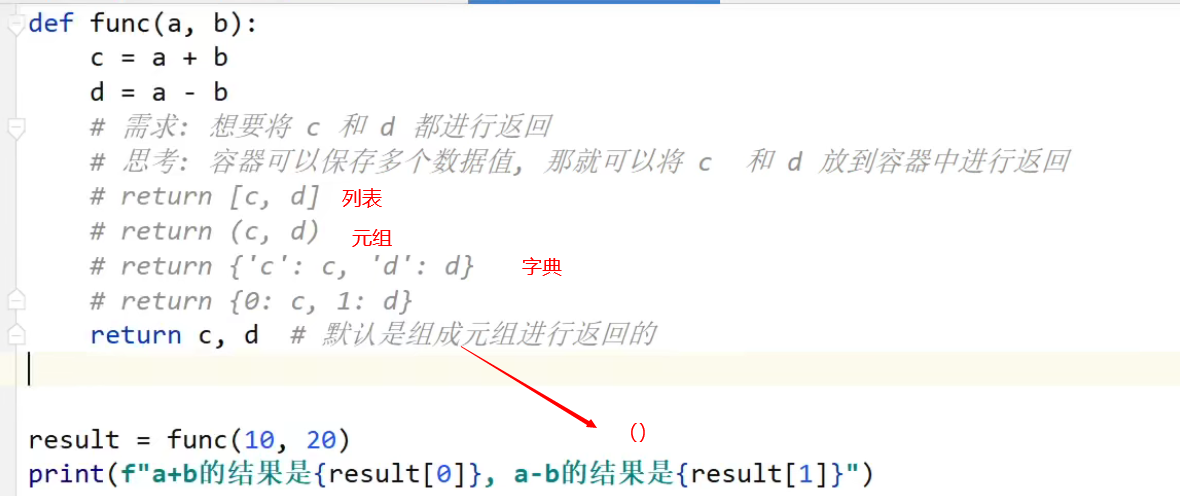 def func(a, b):
    c = a + b
    d = a - b
    # 需求: 想要将 c 和 d 都进行返回
    # 思考: 容器可以保存多个数据值, 那就可以将 c  和 d 放到容器中进行返回
    # return [c, d] 列表
    # return (c, d) 元组
    # return {'c': c, 'd': d} 字典
    # return {0: c, 1: d}
    return c, d  # 默认是组成元组进行返回的
()
result = func(10, 20)
print(f"a+b的结果是{result[0]}, a-b的结果是{result[1]}")